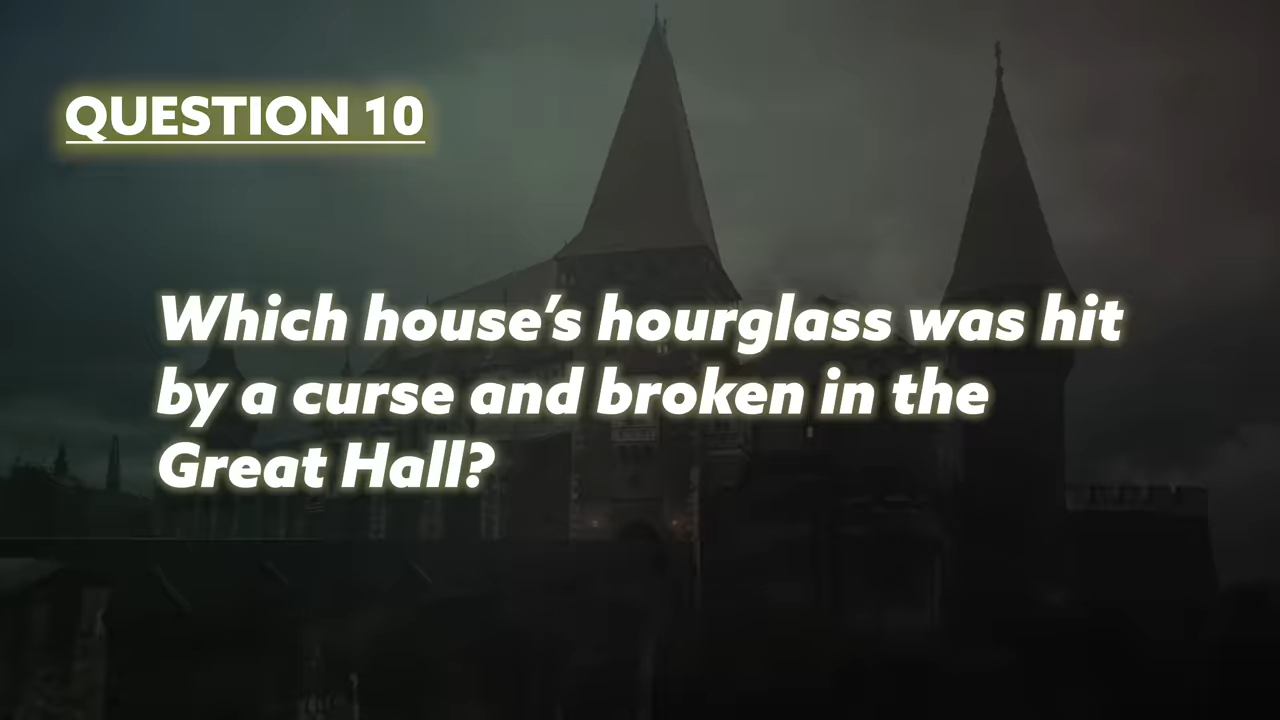 QUESTION 10
Which house’s hourglass was hit
by a curse and broken in the
Great Hall?